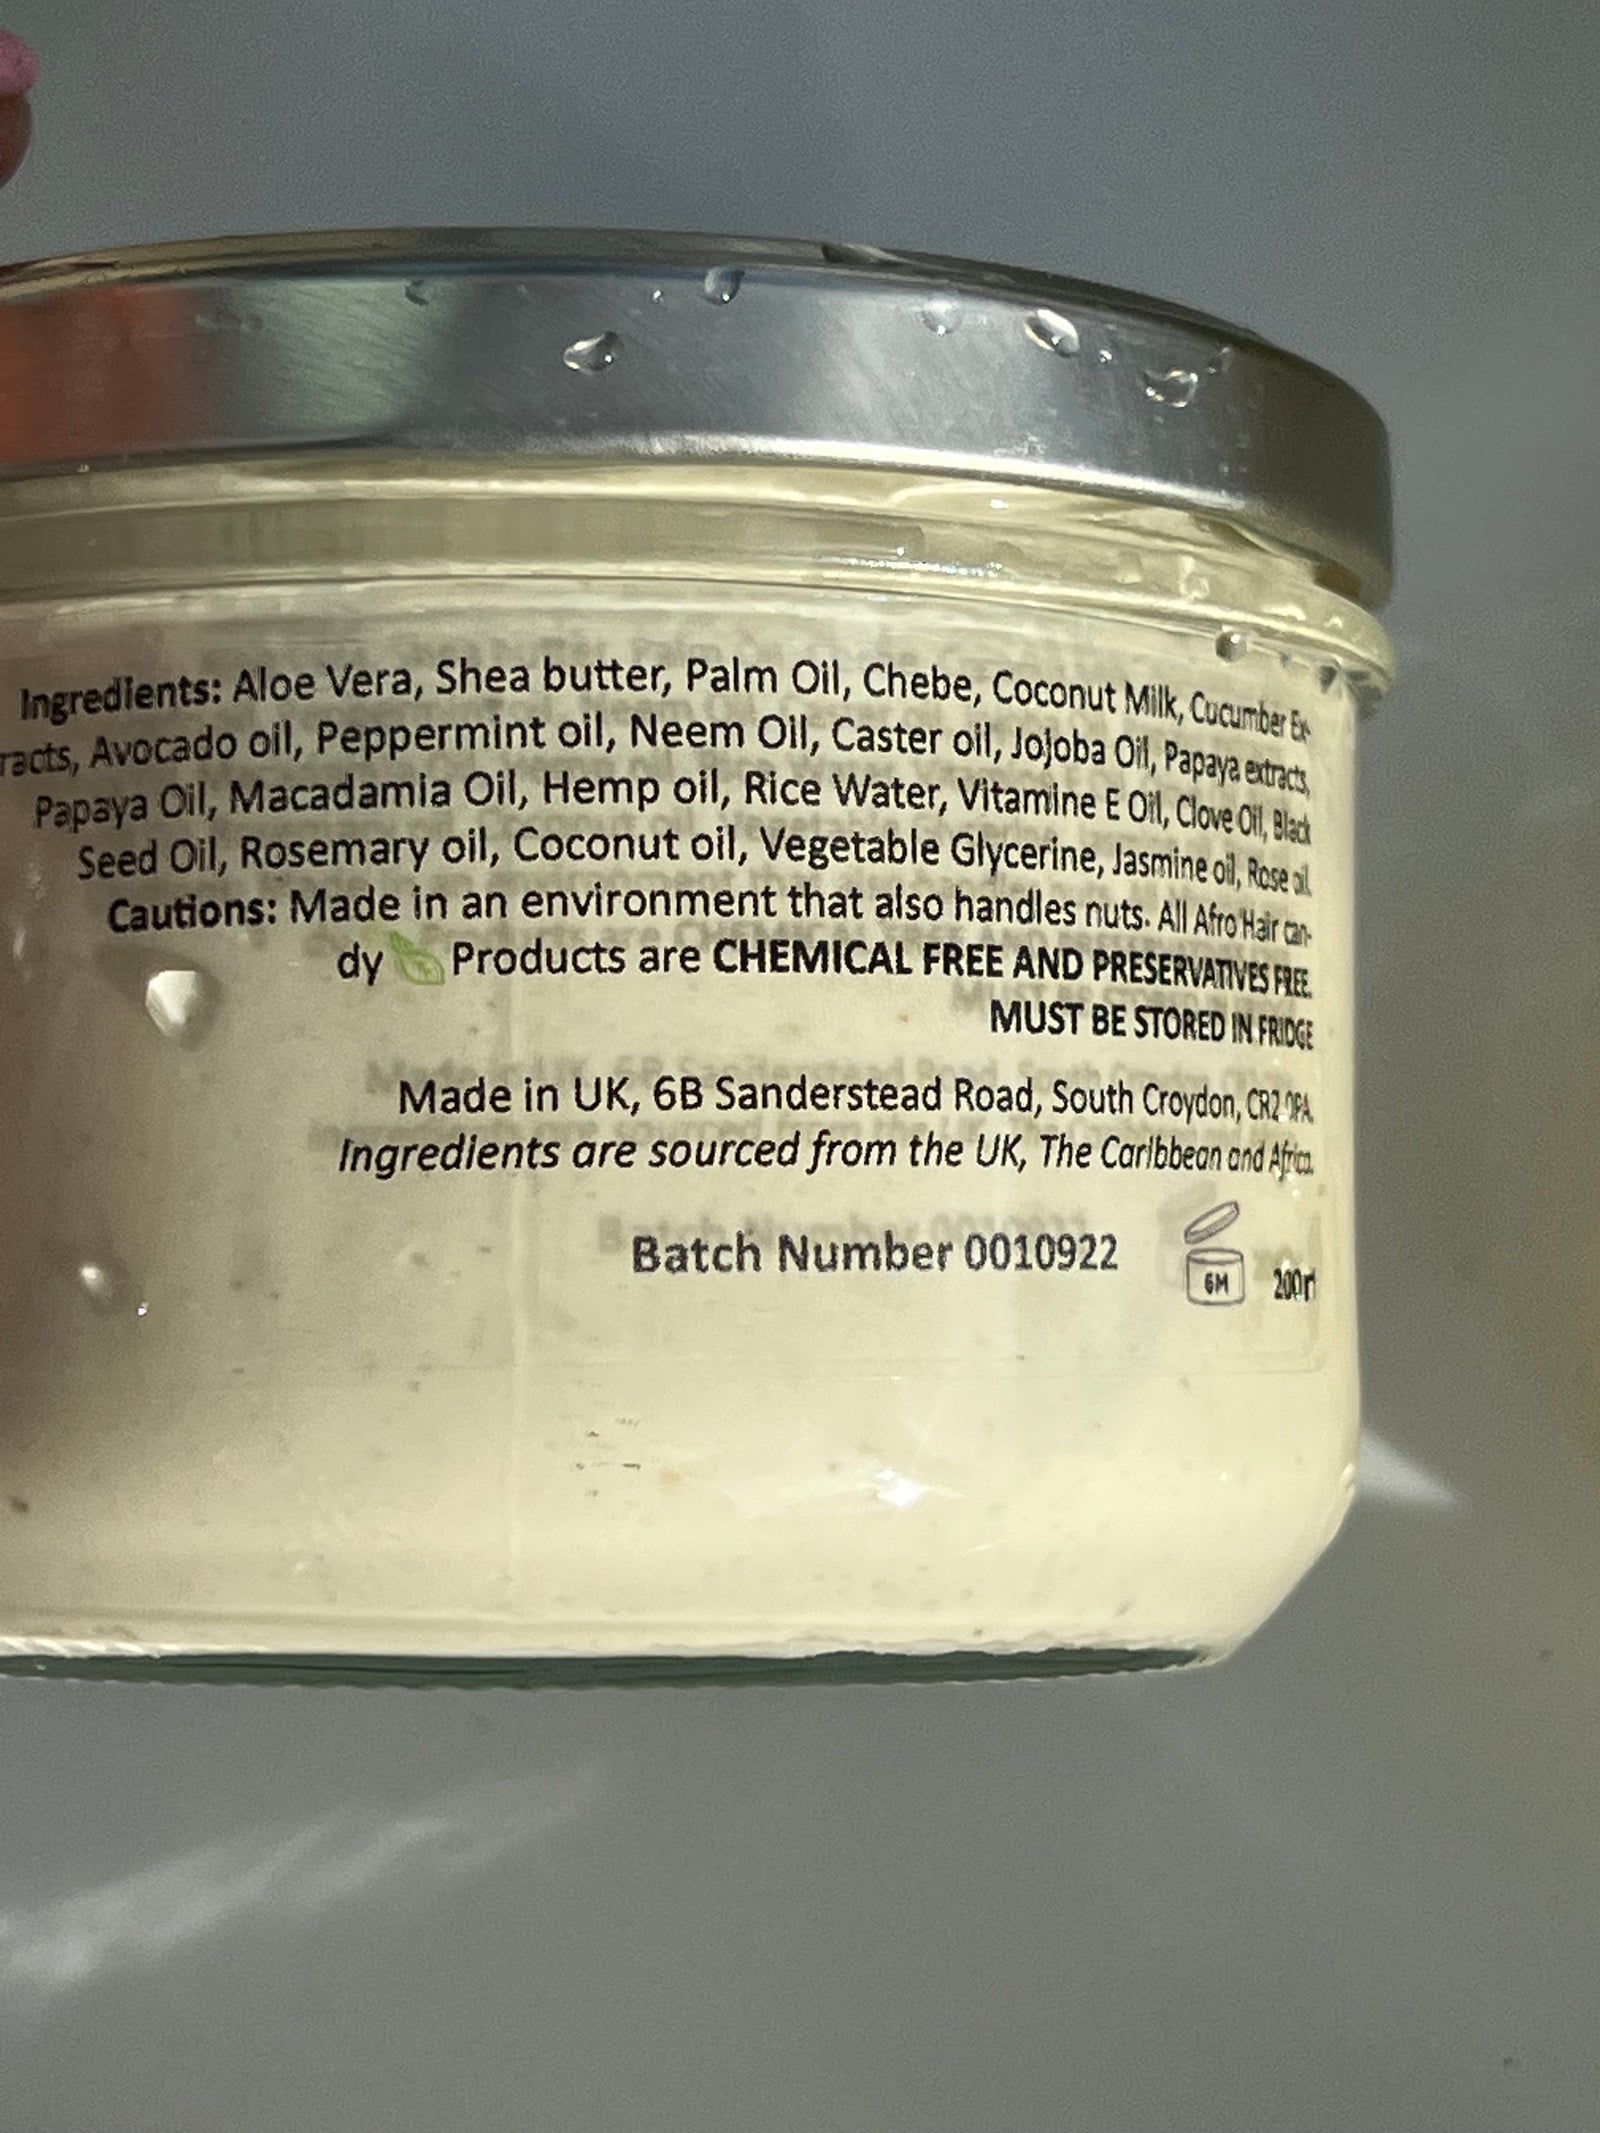 Ingredients: Aloe Vera, Shea butter, Palm Oil, Chebe, Coconut Milk, Cucumber Ex-
racts, Avocado oil, Peppermint oil, Neem Oil, Caster oil, Jojoba Oil, Papaya extracts,
Papaya Oil, Macadamia Oil, Hemp oil, Rice Water, Vitamine E Oil, Clove Oil, Black
Seed Oil, Rosemary oil, Coconut oil, Vegetable Glycerine, Jasmine oil, Rose oil.
Cautions: Made in an environment that also handles nuts. All Afro Hair can-
dy Products are CHEMICAL FREE AND PRESERVATIVES FREE.
MUST BE STORED IN FRIDGE
Made in UK, 6B Sanderstead Road, South Croydon, CR2 0PA.
Ingredients are sourced from the UK, The Caribbean and Africa.
Batch Number 0010922
6M 200